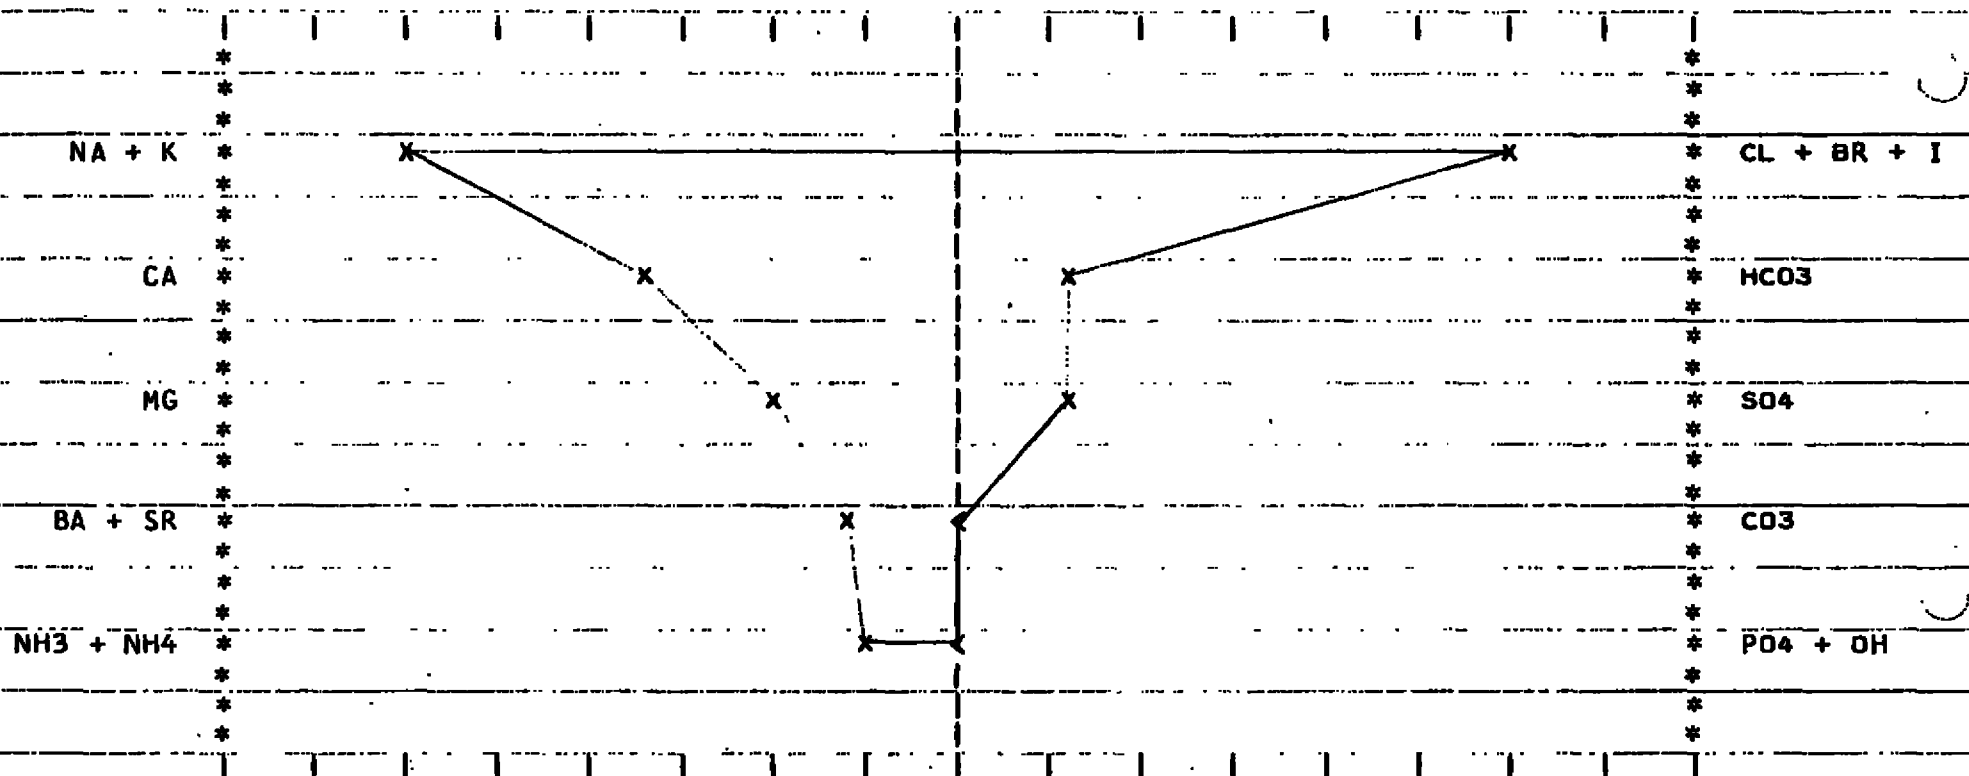 NA + K CL + BR + I
CA HCO3
MG SO4
BA + SR CO3
NH3 + NH4 PO4 + OH